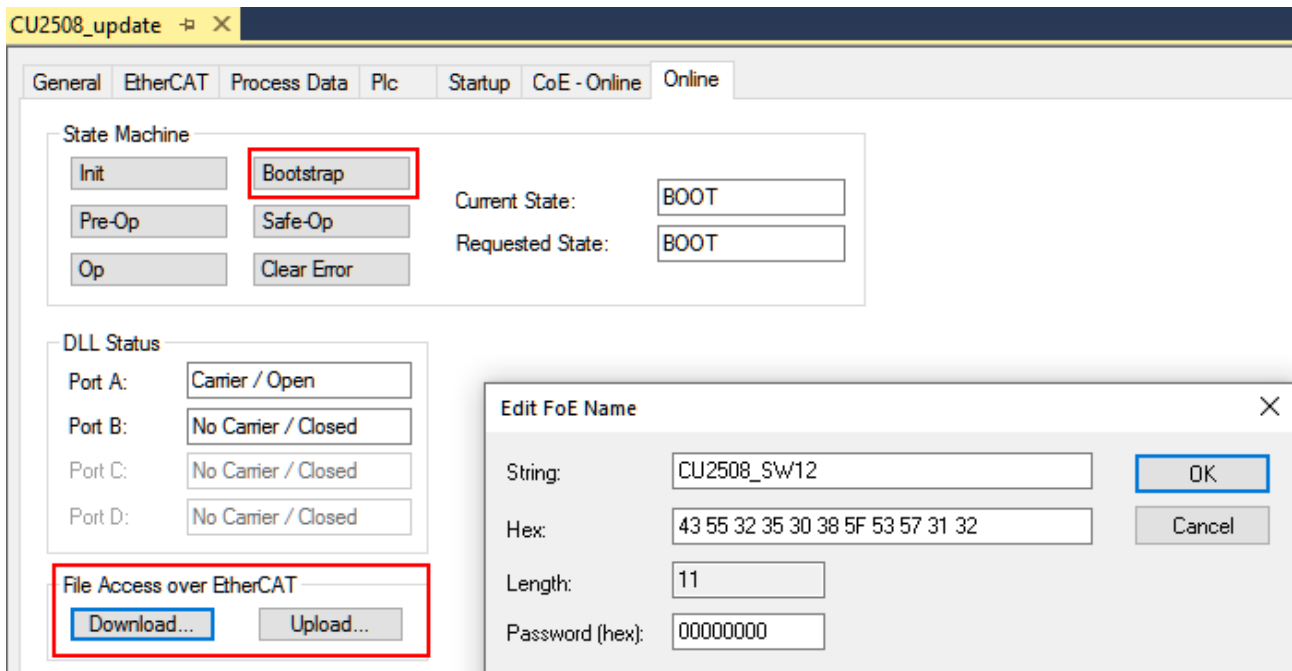 CU2508_update
General EtherCAT Process Data Plc Startup CoE - Online Online
State Machine
Init Bootstrap
Pre-Op Safe-Op
Op Clear Error
Current State: BOOT
Requested State: BOOT
DLL Status
Port A: Carrier / Open
Port B: No Carrier / Closed
Port C: No Carrier / Closed
Port D: No Carrier / Closed
File Access over EtherCAT
Download... Upload...
Edit FoE Name
String: CU2508_SW12 OK
Hex: 43 55 32 35 30 38 5F 53 57 31 32 Cancel
Length: 11
Password (hex): 00000000